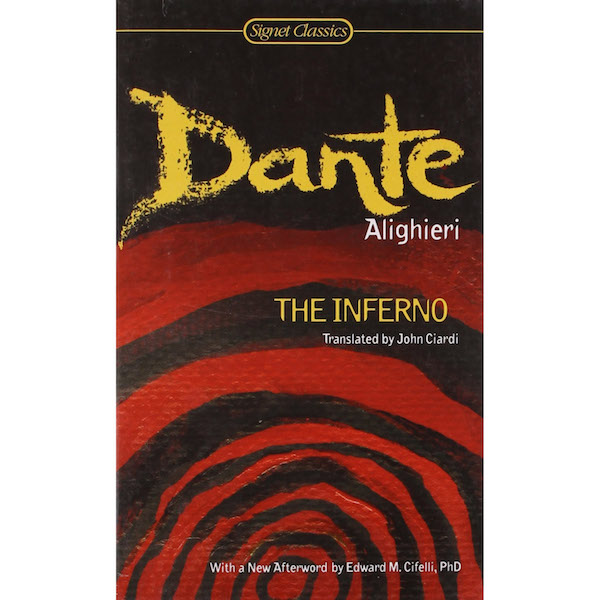 Signet Classics
Dante
Alighieri
THE INFERNO
Translated by John Ciardi
With a New Afterword by Edward M. Cifelli, PhD